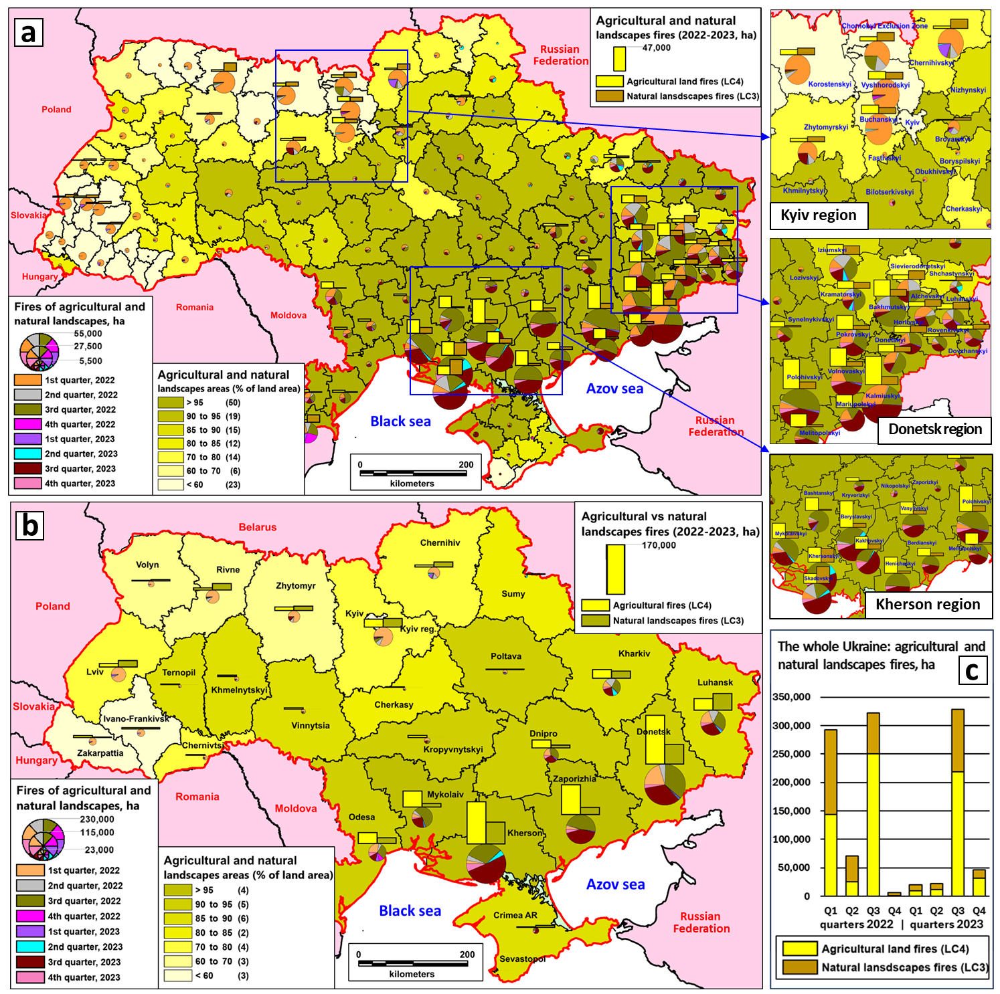 a
Agricultural and natural
landscapes fires (2022-2023, ha)
47,000
Agricultural land fires (LC4)
Natural lansdscapes fires (LC3)
Russian
Federation
Poland
Slovakia
Hungary
Romania
Moldova
Black sea
Azov sea
Russian
Federation
Fires of agricultural and
natural landscapes, ha
55,000
27,500
5,500
1st quarter, 2022
2nd quarter, 2022
3rd quarter, 2022
4th quarter, 2022
1st quarter, 2023
2nd quarter, 2023
3rd quarter, 2023
4th quarter, 2023
Agricultural and natural
landscapes areas (% of land area)
> 95 (50)
90 to 95 (19)
85 to 90 (15)
80 to 85 (12)
70 to 80 (14)
60 to 70 (6)
< 60 (23)
0 200
kilometers
Chornobyl Exclusion Zone
Chernihivskyi
Korostenskyi
Vyshhorodskyi
Nizhynskyi
Buchanskyi
Kyiv
Zhytomyrskyi
Brovarskyi
Fastivskyi
Boryspilskyi
Obukhivskyi
Khmilnytskyi
Bilotserkivskyi
Cherkaskyi
Kyiv region
Iziumskyi
Sievierodonetskyi
Shchastynskyi
Lozivskyi
Kramatorskyi
Alchevskyi
Luhanskyi
Bakhmutskyi
Synelnykivskyi
Horlivskyi
Rovenkivskyi
Pokrovskyi
Donetskyi
Dovzhanskyi
Volnovaskyi
Polohivskyi
Kalmiuskyi
Mariupolskyi
Melitopolskyi
Donetsk region
Nikopolskyi
Zaporizkyi
Bashtanskyi
Kryvorizkyi
Polohivskyi
Vasylivskyi
Beryslavskyi
Mykolaivskyi
Kakhovskyi
Berdianskyi
Melitopolskyi
Khersonskyi
Henicheskyi
Skadovskyi
Kherson region
b
Agricultural vs natural
landscapes fires (2022-2023, ha)
170,000
Agricultural fires (LC4)
Natural landscapes fires (LC3)
Belarus
Poland
Slovakia
Hungary
Romania
Moldova
Russian
Federation
Black sea
Azov sea
Volyn
Rivne
Zhytomyr
Chernihiv
Sumy
Kyiv
Kyiv reg.
Lviv
Ternopil
Khmelnytskyi
Poltava
Kharkiv
Luhansk
Cherkasy
Ivano-Frankivsk
Vinnytsia
Zakarpattia
Chernivtsi
Kropyvnytskyi
Dnipro
Donetsk
Zaporizhia
Mykolaiv
Odesa
Kherson
Crimea AR
Sevastopol
Fires of agricultural and
natural landscapes, ha
230,000
115,000
23,000
1st quarter, 2022
2nd quarter, 2022
3rd quarter, 2022
4th quarter, 2022
1st quarter, 2023
2nd quarter, 2023
3rd quarter, 2023
4th quarter, 2023
Agricultural and natural
landscapes areas (% of land area)
> 95 (4)
90 to 95 (5)
85 to 90 (6)
80 to 85 (2)
70 to 80 (4)
60 to 70 (3)
< 60 (3)
0 200
kilometers
The whole Ukraine: agricultural and
natural landscapes fires, ha
c
350,000
300,000
250,000
200,000
150,000
100,000
50,000
0
Q1 Q2 Q3 Q4 Q1 Q2 Q3 Q4
quarters 2022 | quarters 2023
Agricultural land fires (LC4)
Natural lansdscapes fires (LC3)